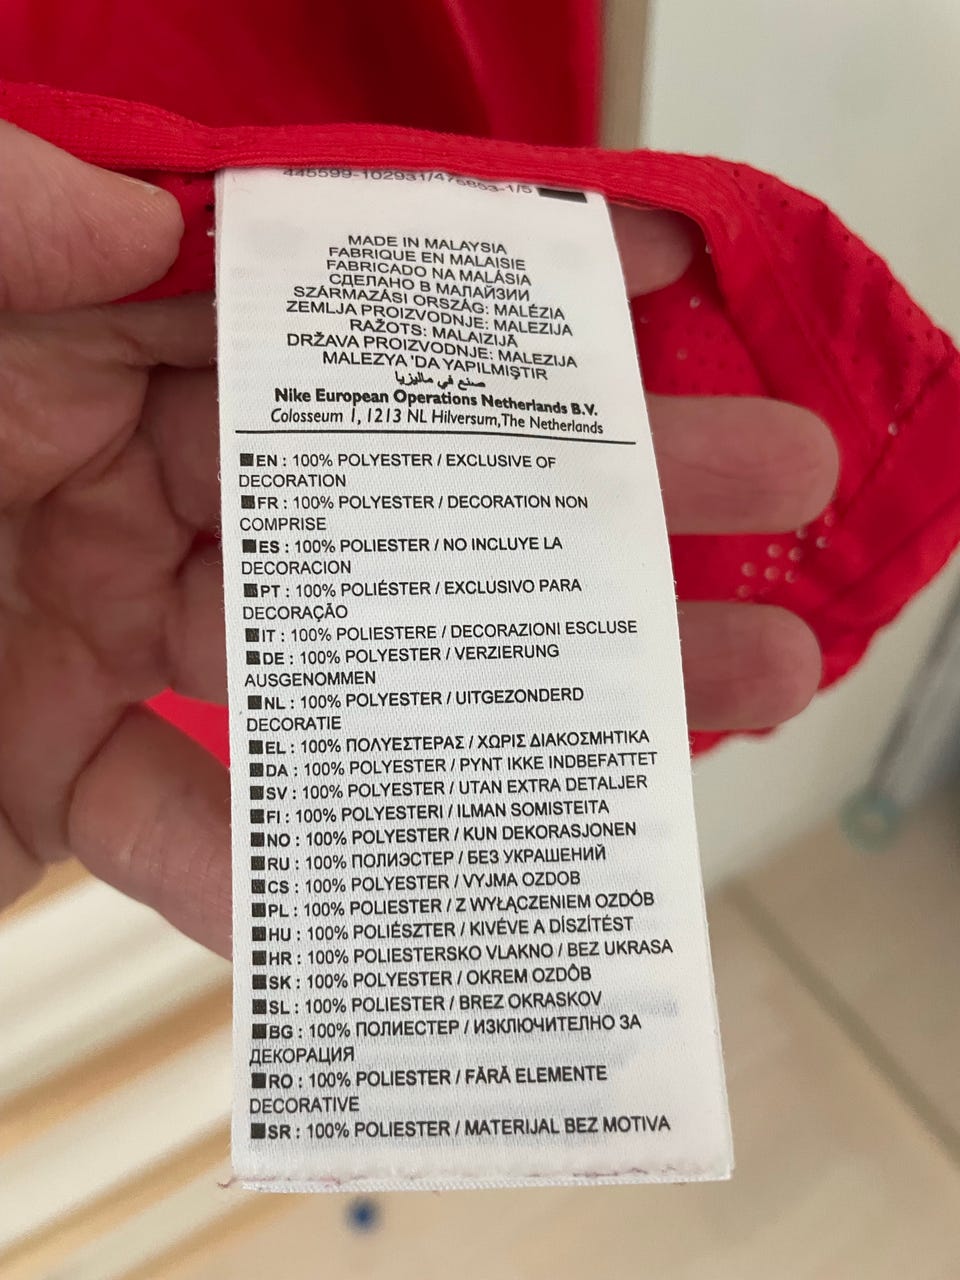 445599-102931/475853-1/5
MADE IN MALAYSIA
FABRIQUE EN MALAISIE
FABRICADO NA MALÁSIA
СДЕЛАНО В МАЛАЙЗИИ
SZÁRMAZÁSI ORSZÁG: MALÉZIA
ZEMLJA PROIZVODNJE: MALEZIJA
RAŽOTS: MALAIZIJĀ
DRŽAVA PROIZVODNJE: MALEZIJA
MALEZYA 'DA YAPILMIŞTIR
صنع في ماليزيا
Nike European Operations Netherlands B.V.
Colosseum 1, 1213 NL Hilversum,The Netherlands
EN : 100% POLYESTER / EXCLUSIVE OF
DECORATION
FR : 100% POLYESTER / DECORATION NON
COMPRISE
ES : 100% POLIESTER / NO INCLUYE LA
DECORACION
PT : 100% POLIÉSTER / EXCLUSIVO PARA
DECORAÇÃO
IT : 100% POLIESTERE / DECORAZIONI ESCLUSE
DE : 100% POLYESTER / VERZIERUNG
AUSGENOMMEN
NL : 100% POLYESTER / UITGEZONDERD
DECORATIE
EL : 100% ΠΟΛΥΕΣΤΕΡΑΣ / ΧΩΡΙΣ ΔΙΑΚΟΣΜΗΤΙΚΑ
DA : 100% POLYESTER / PYNT IKKE INDBEFATTET
SV : 100% POLYESTER / UTAN EXTRA DETALJER
FI : 100% POLYESTERI / ILMAN SOMISTEITA
NO : 100% POLYESTER / KUN DEKORASJONEN
RU : 100% ПОЛИЭСТЕР / БЕЗ УКРАШЕНИЙ
CS : 100% POLYESTER / VYJMA OZDOB
PL : 100% POLIESTER / Z WYŁĄCZENIEM OZDÓB
HU : 100% POLIÉSZTER / KIVÉVE A DÍSZÍTÉST
HR : 100% POLIESTERSKO VLAKNO / BEZ UKRASA
SK : 100% POLYESTER / OKREM OZDÔB
SL : 100% POLIESTER / BREZ OKRASKOV
BG : 100% ПОЛИЕСТЕР / ИЗКЛЮЧИТЕЛНО ЗА
ДЕКОРАЦИЯ
RO : 100% POLIESTER / FĂRĂ ELEMENTE
DECORATIVE
SR : 100% POLIESTER / MATERIJAL BEZ MOTIVA